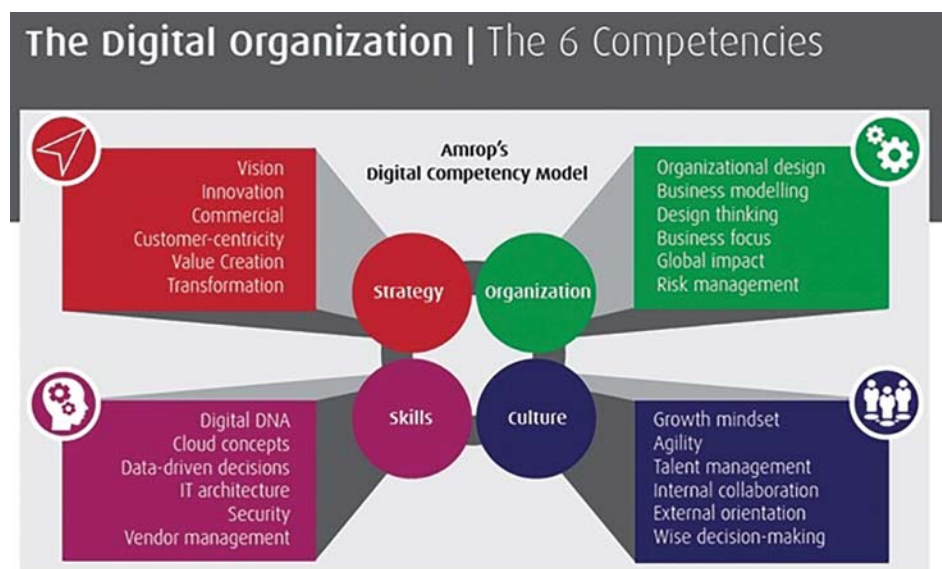 The Digital Organization | The 6 Competencies
Amrop's
Digital Competency Model
Vision
Innovation
Commercial
Customer-centricity
Value Creation
Transformation
Organizational design
Business modelling
Design thinking
Business focus
Global impact
Risk management
Strategy
Organization
Skills
Culture
Digital DNA
Cloud concepts
Data-driven decisions
IT architecture
Security
Vendor management
Growth mindset
Agility
Talent management
Internal collaboration
External orientation
Wise decision-making